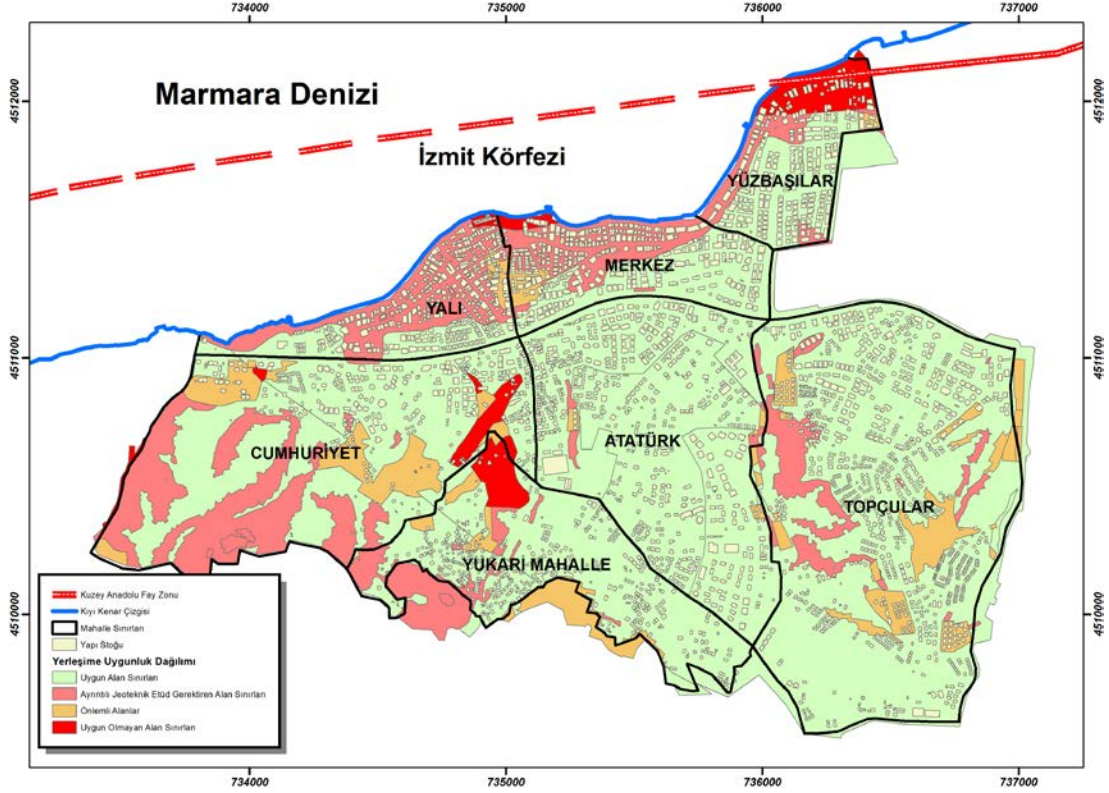 734000 735000 736000 737000
4512000 4512000
Marmara Denizi
İzmit Körfezi
YÜZBAŞILAR
MERKEZ
YALI
4511000 4511000
CUMHURİYET
ATATÜRK
TOPÇULAR
YUKARI MAHALLE
4510000 4510000
Kuzey Anadolu Fay Zonu
Kıyı Kenar Çizgisi
Mahalle Sınırları
Yapı Stoğu
Yerleşime Uygunluk Dağılımı
Uygun Alan Sınırları
Ayrıntılı Jeoteknik Etüd Gerektiren Alan Sınırları
Önlemli Alanlar
Uygun Olmayan Alan Sınırları
734000 735000 736000 737000